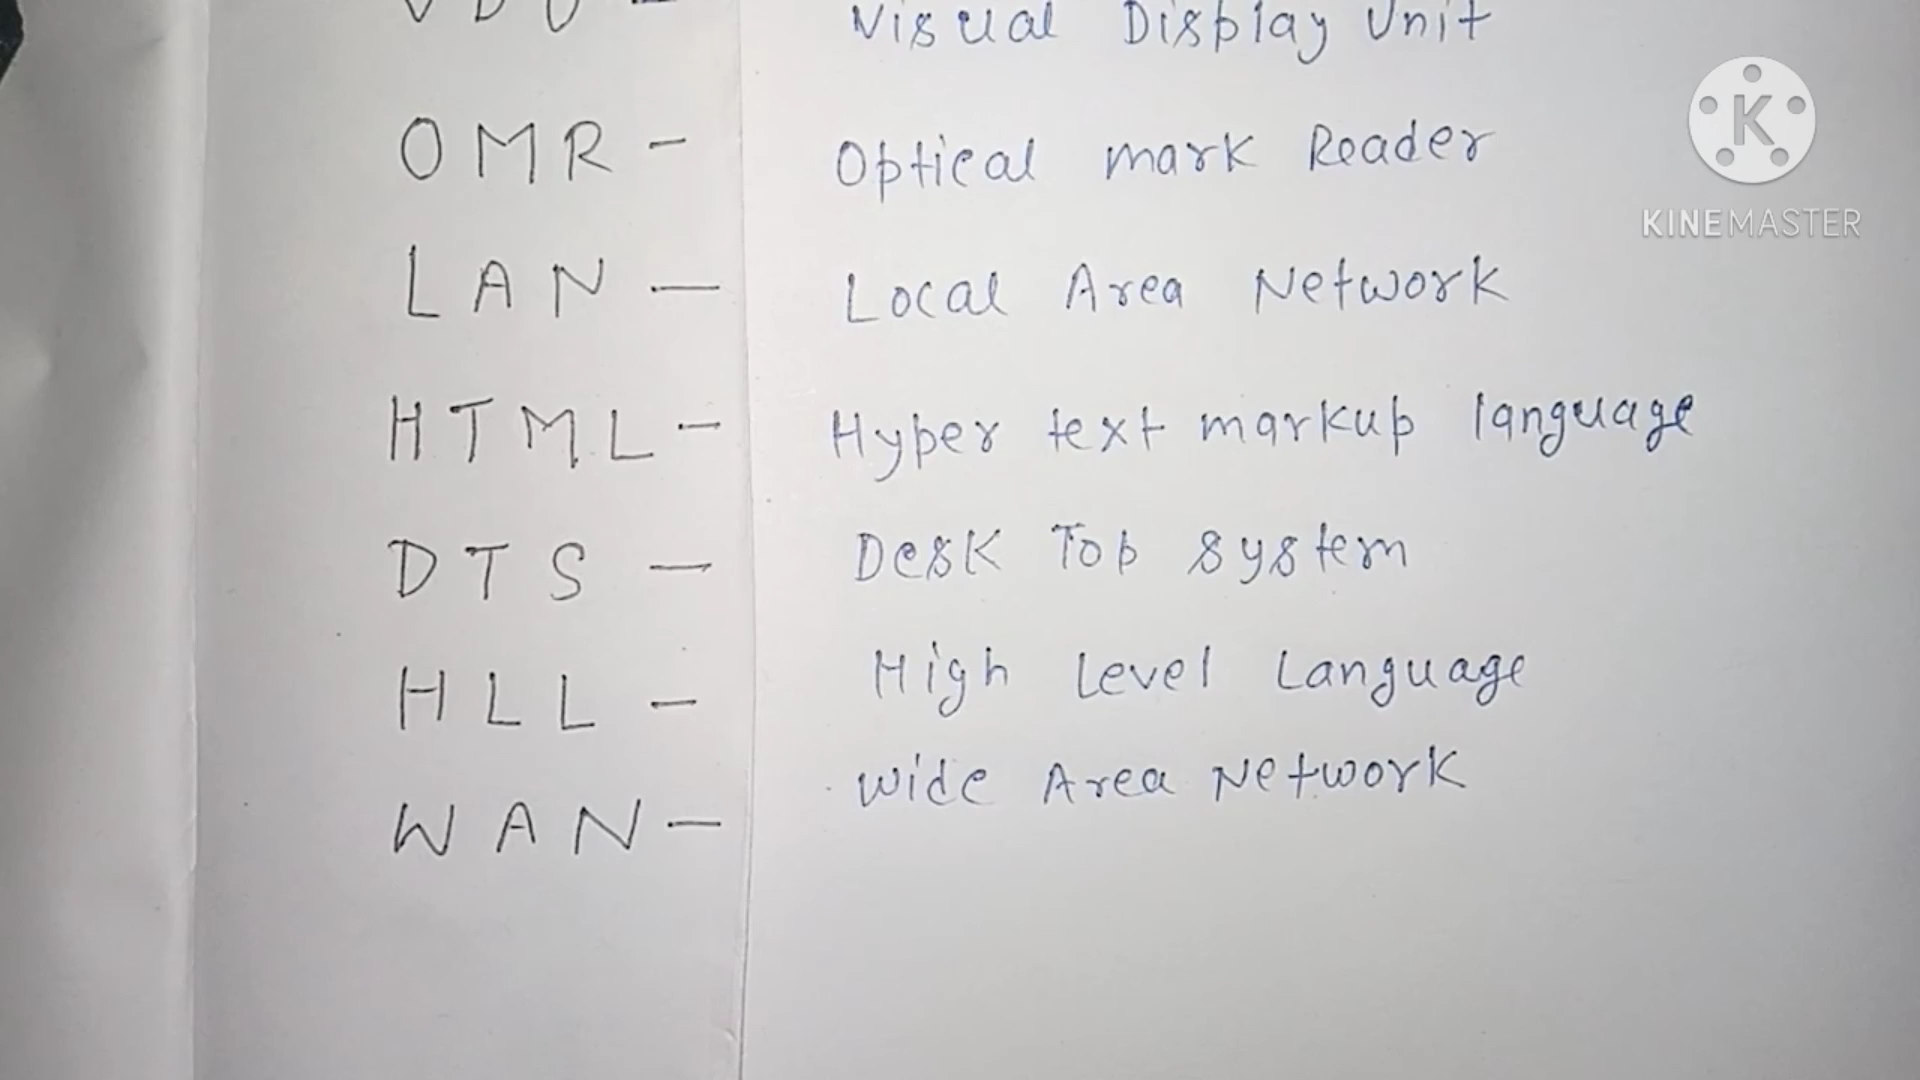 VDU - Visual Display Unit
OMR - Optical mark Reader
LAN - Local Area Network
HTML - Hyper text markup language
DTS - Desk Top system
HLL - High Level Language
WAN - Wide Area Network
KINEMASTER